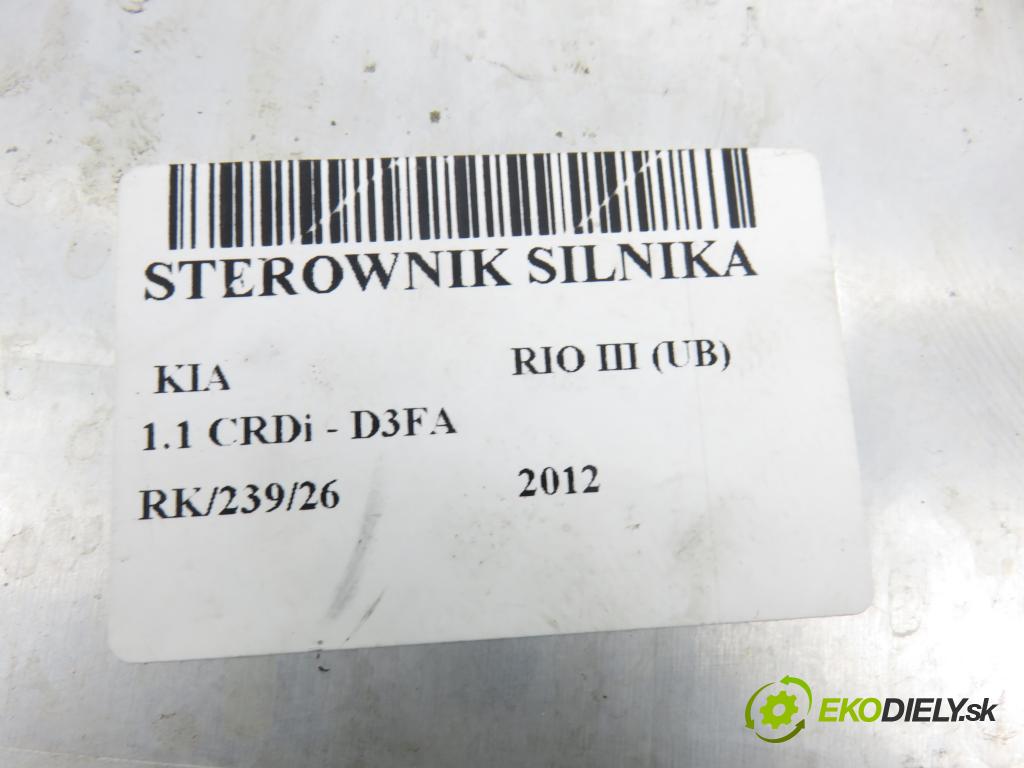 STEROWNIK SILNIKA
KIA RIO III (UB)
1.1 CRDi - D3FA
RK/239/26 2012
EKODIELY.sk